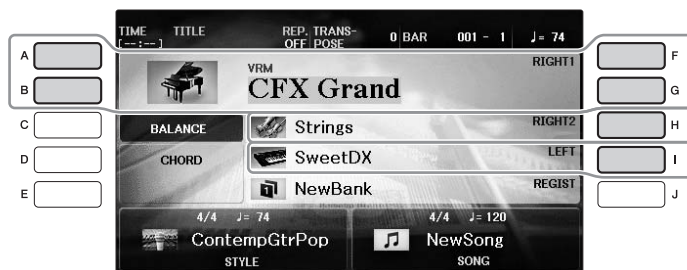 TIME TITLE REP. TRANS- 0 BAR 001 - 1 ♩= 74
[--:--] OFF POSE
A
F
RIGHT1
VRM
CFX Grand
B
G
C
BALANCE
Strings
RIGHT2
H
D
CHORD
SweetDX
LEFT
I
E
1
NewBank
REGIST
J
4/4 ♩= 74
ContempGtrPop
STYLE
4/4 ♩= 120
NewSong
SONG